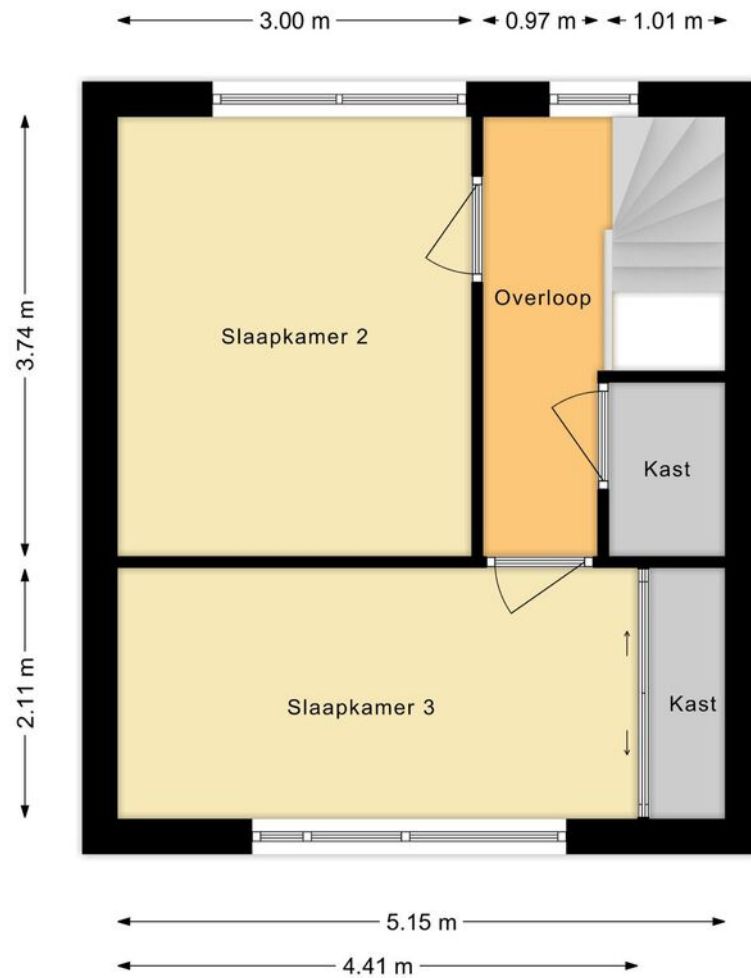 3.00 m
0.97 m
1.01 m
3.74 m
Slaapkamer 2
Overloop
Kast
2.11 m
Slaapkamer 3
Kast
5.15 m
4.41 m